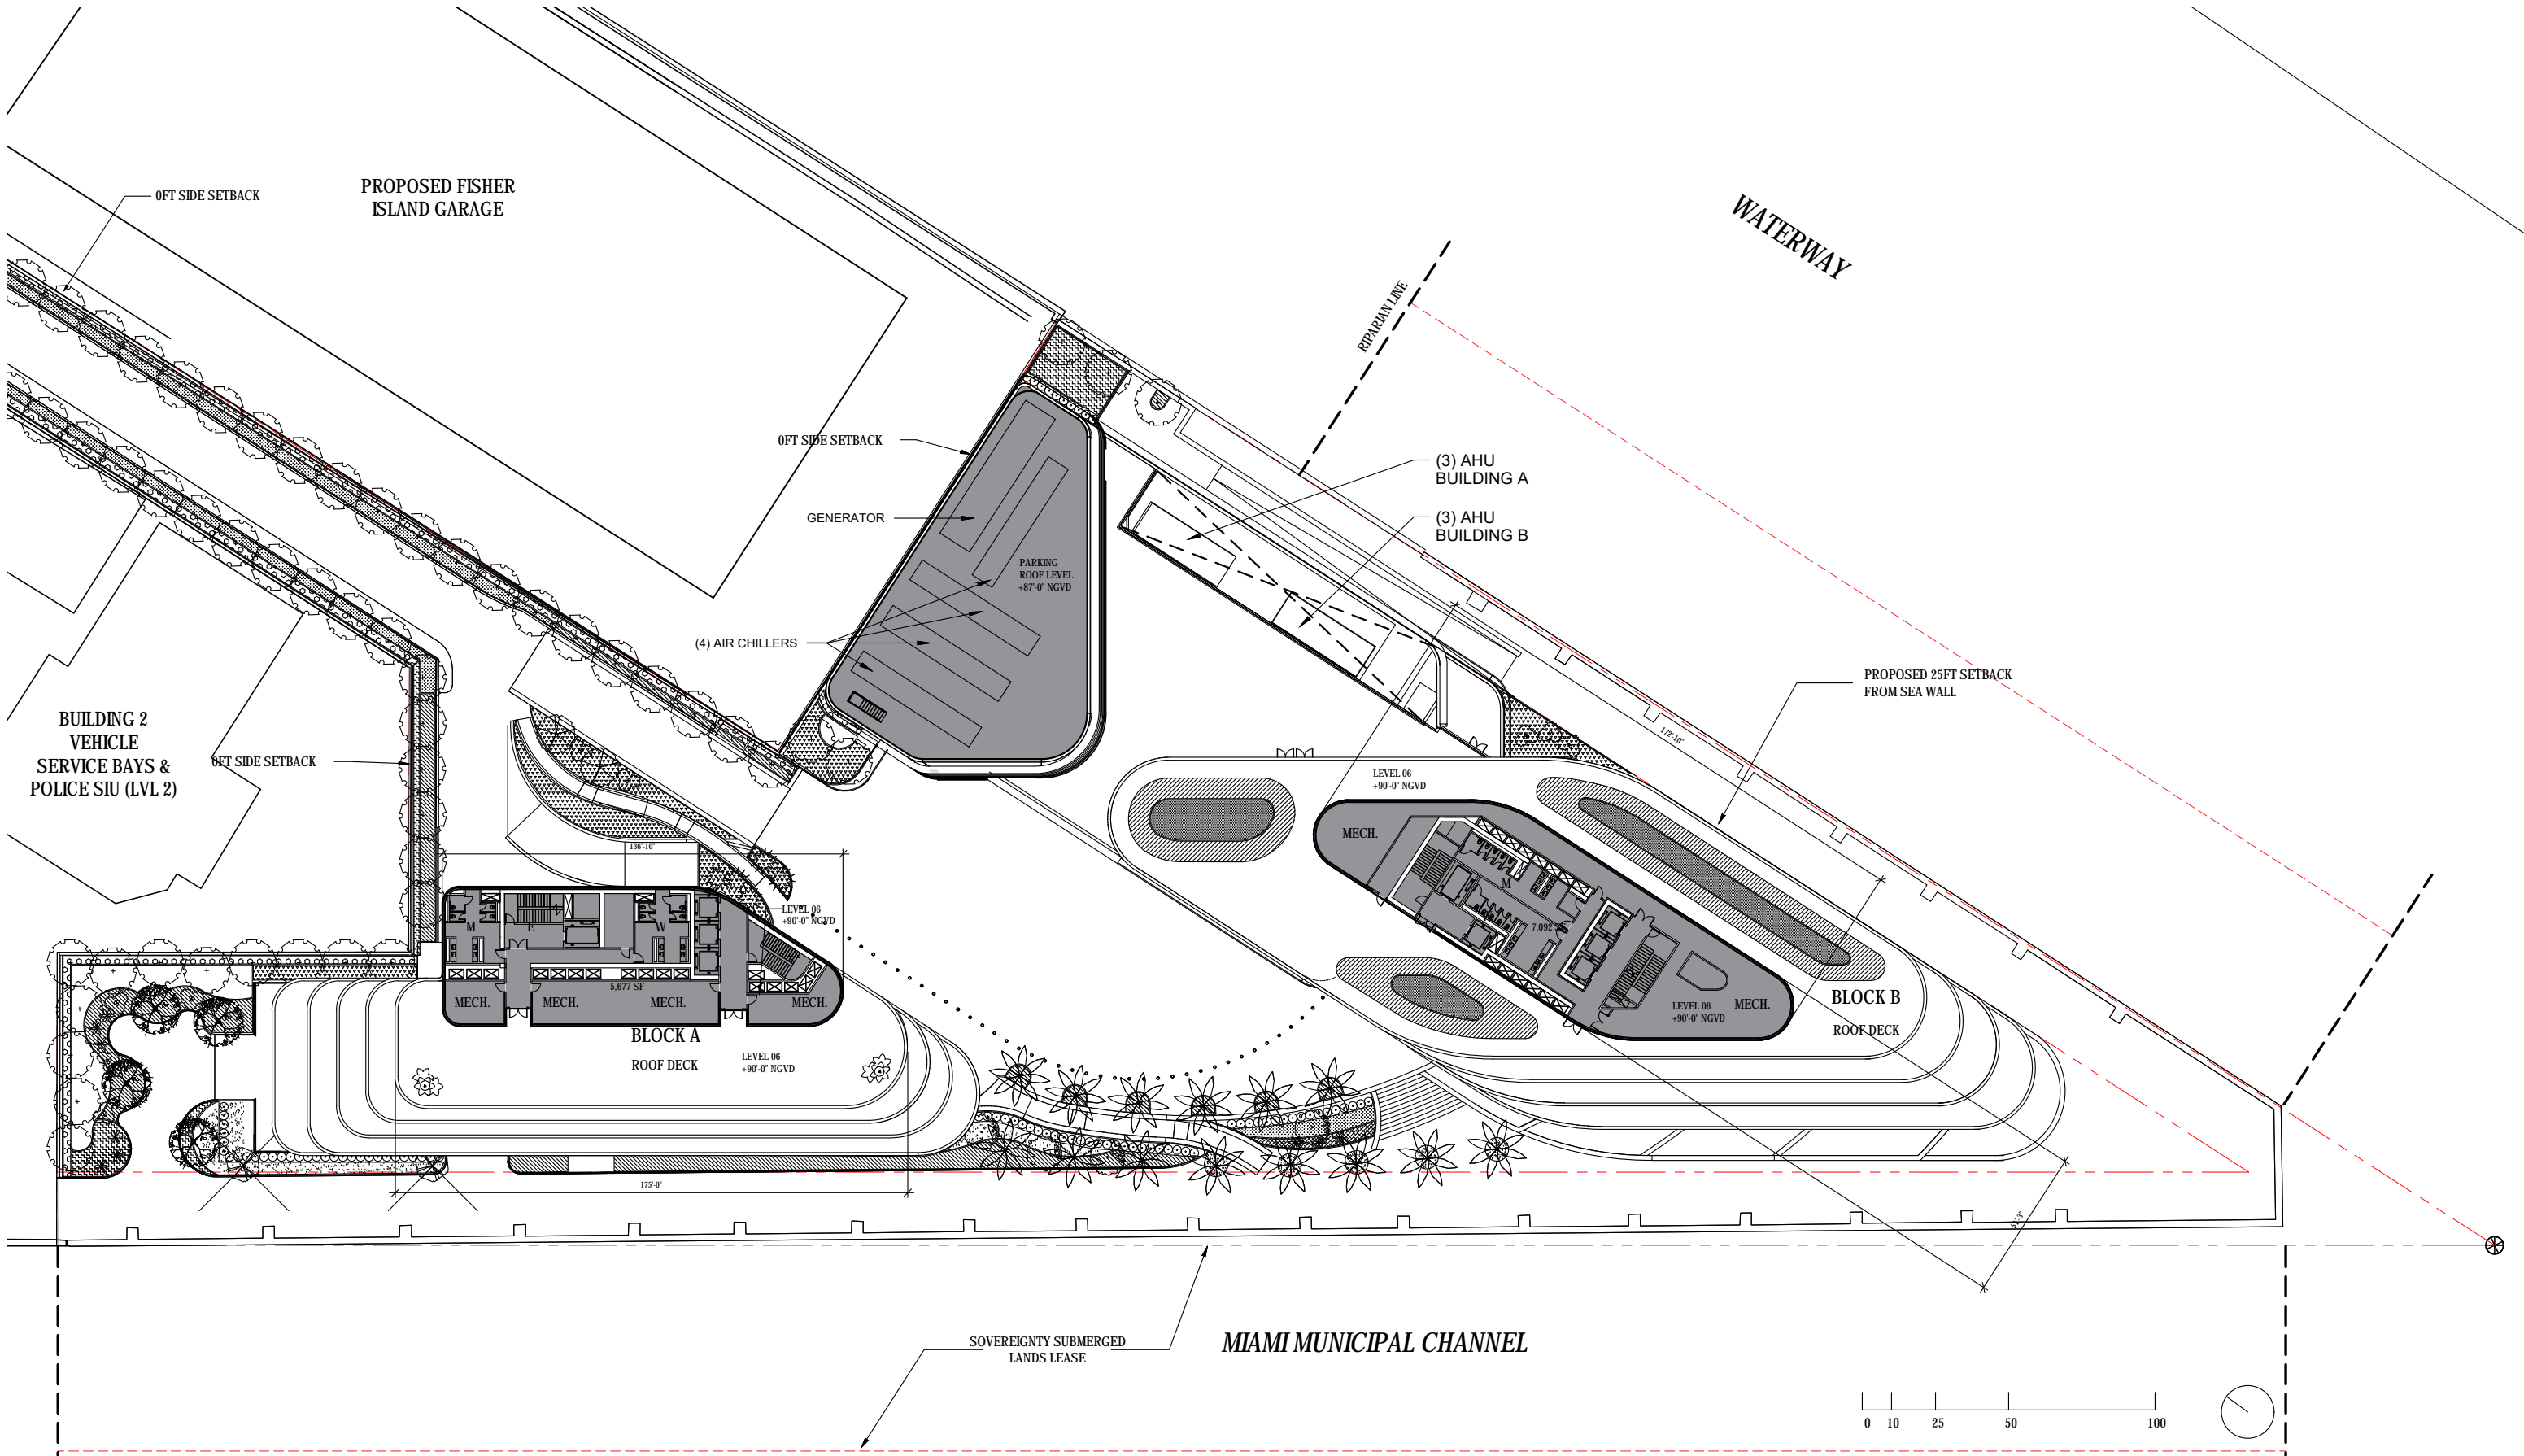 0FT SIDE SETBACK
PROPOSED FISHER
ISLAND GARAGE
WATERWAY
RIPARIAN LINE
0FT SIDE SETBACK
(3) AHU
BUILDING A
GENERATOR
(3) AHU
BUILDING B
PARKING
ROOF LEVEL
+87'-0" NGVD
(4) AIR CHILLERS
PROPOSED 25FT SETBACK
FROM SEA WALL
BUILDING 2
VEHICLE
SERVICE BAYS &
POLICE SIU (LVL 2)
0FT SIDE SETBACK
172'-10"
LEVEL 06
+90'-0" NGVD
MECH.
136'-10"
M
LEVEL 06
+90'-0" NGVD
M
E
W
7,092 SF
5,677 SF
MECH.
MECH.
MECH.
MECH.
LEVEL 06
+90'-0" NGVD
MECH.
BLOCK B
ROOF DECK
BLOCK A
ROOF DECK
LEVEL 06
+90'-0" NGVD
175'-0"
SOVEREIGNTY SUBMERGED
LANDS LEASE
MIAMI MUNICIPAL CHANNEL
0 10 25 50 100